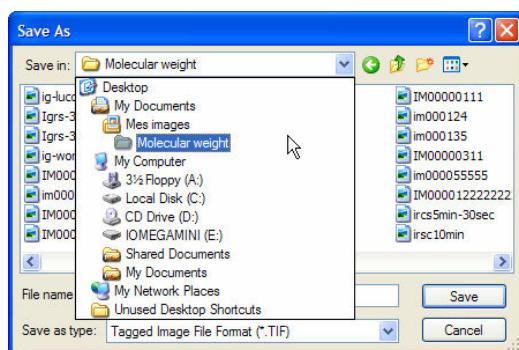 Save As
Save in: Molecular weight
Desktop
My Documents
Mes images
Molecular weight
My Computer
3½ Floppy (A:)
Local Disk (C:)
CD Drive (D:)
IOMEGAMINI (E:)
Shared Documents
My Documents
My Network Places
Unused Desktop Shortcuts
ig-lucc
Igrs-3
Igrs-3
ig-wor
IM000
im000
IM000
IM000
IM00000111
im000124
im000135
IM00000311
im000055555
IM000012222222
ircs5min-30sec
irsc10min
File name
Save
Save as type: Tagged Image File Format (*.TIF)
Cancel